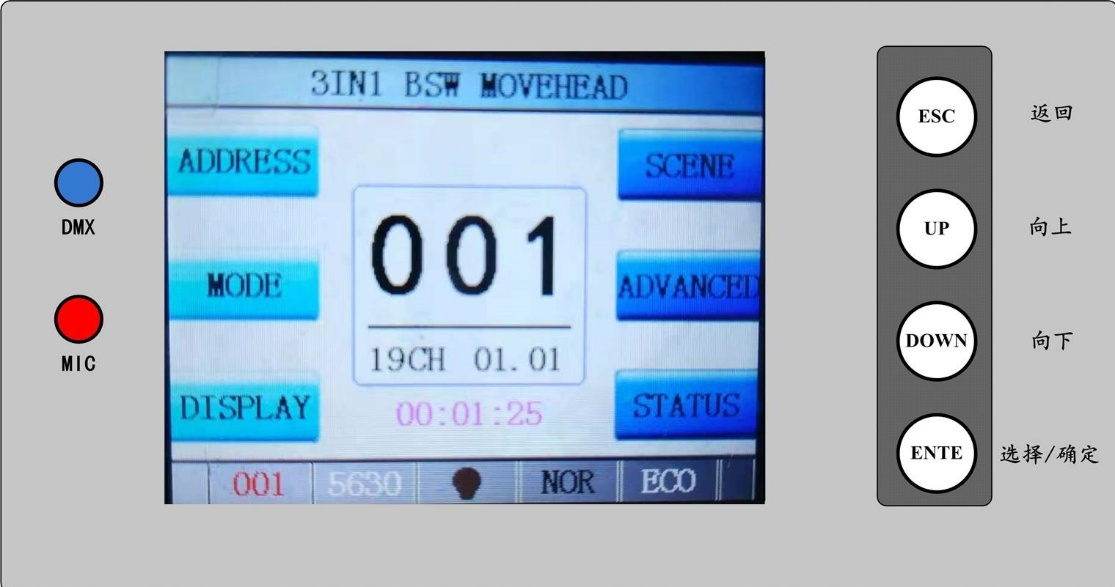 3IN1 BSW MOVEHEAD
ADDRESS
SCENE
001
MODE
ADVANCED
19CH 01.01
DISPLAY
00:01:25
STATUS
001 5630 NOR ECO
DMX
MIC
ESC 返回
UP 向上
DOWN 向下
ENTE 选择/确定